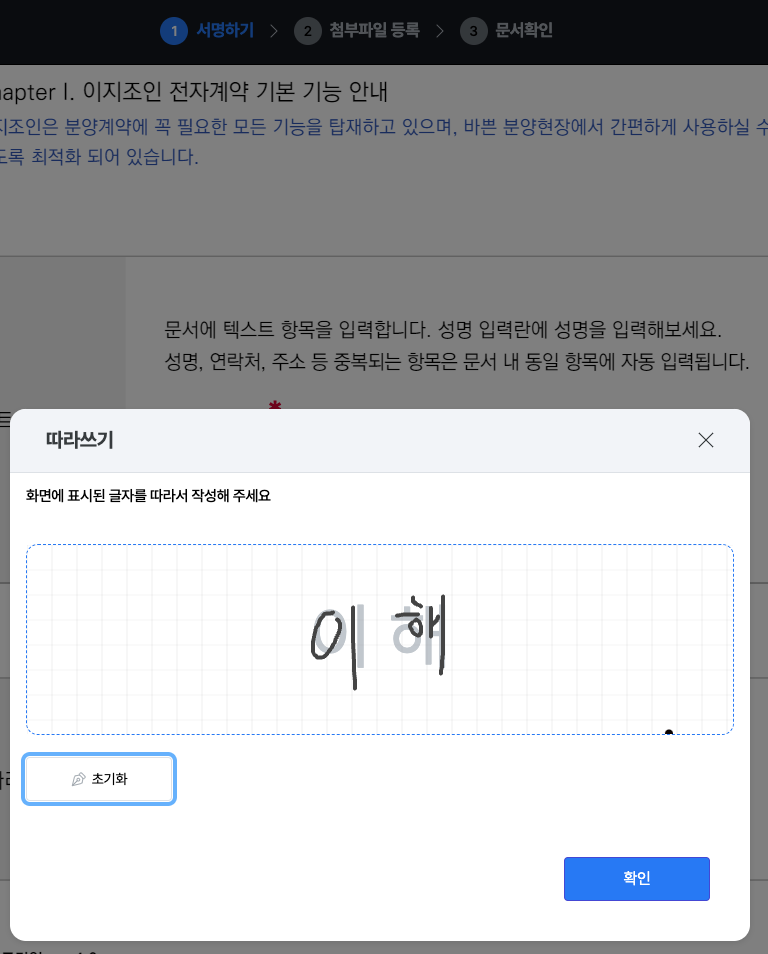 1 서명하기 > 2 첨부파일 등록 > 3 문서확인
apter I. 이지조인 전자계약 기본 기능 안내
지조인은 분양계약에 꼭 필요한 모든 기능을 탑재하고 있으며, 바쁜 분양현장에서 간편하게 사용하실 수
도록 최적화 되어 있습니다.
문서에 텍스트 항목을 입력합니다. 성명 입력란에 성명을 입력해보세요.
성명, 연락처, 주소 등 중복되는 항목은 문서 내 동일 항목에 자동 입력됩니다.
*
따라쓰기
화면에 표시된 글자를 따라서 작성해 주세요
이 해
초기화
확인